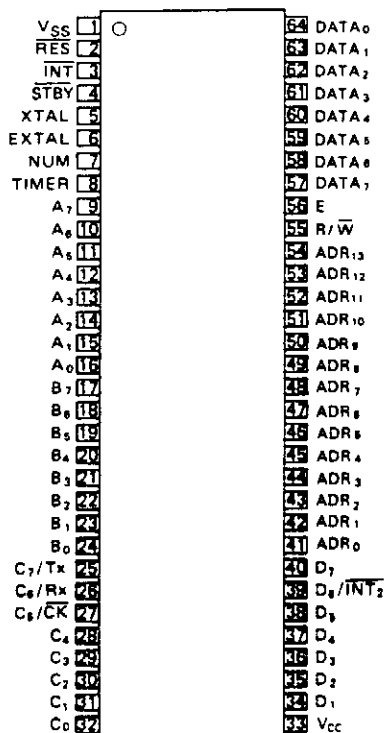 VSS 1 64 DATA0
RES 2 63 DATA1
INT 3 62 DATA2
STBY 4 61 DATA3
XTAL 5 60 DATA4
EXTAL 6 59 DATA5
NUM 7 58 DATA6
TIMER 8 57 DATA7
A7 9 56 E
A6 10 55 R/W
A5 11 54 ADR13
A4 12 53 ADR12
A3 13 52 ADR11
A2 14 51 ADR10
A1 15 50 ADR9
A0 16 49 ADR8
B7 17 48 ADR7
B6 18 47 ADR6
B5 19 46 ADR5
B4 20 45 ADR4
B3 21 44 ADR3
B2 22 43 ADR2
B1 23 42 ADR1
B0 24 41 ADR0
C7/Tx 25 40 D7
C6/Rx 26 39 D6/INT2
C5/CK 27 38 D5
C4 28 37 D4
C3 29 36 D3
C2 30 35 D2
C1 31 34 D1
C0 32 33 VCC